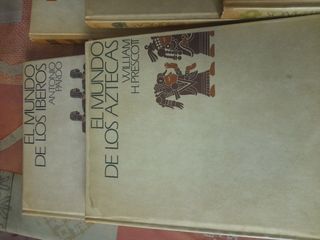 EL MUNDO
DE LOS IBEROS
ANTONIO
PARDO
EL MUNDO
DE LOS AZTECAS
WILLIAM
H. PRESCOTT